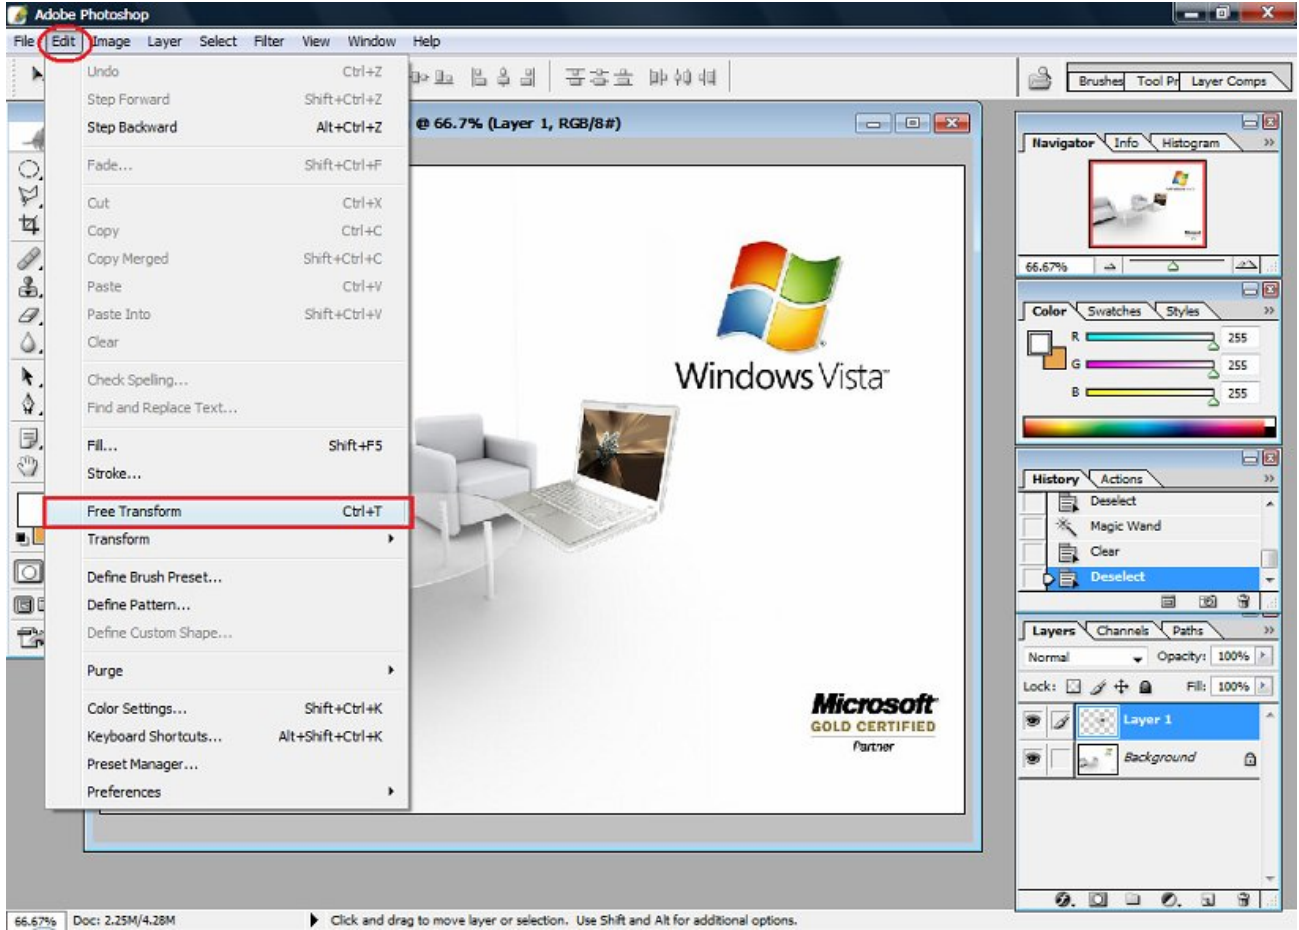 Adobe Photoshop
File Edit Image Layer Select Filter View Window Help
Brushes Tool Pr Layer Comps
Undo Ctrl+Z
Step Forward Shift+Ctrl+Z
Step Backward Alt+Ctrl+Z
Fade... Shift+Ctrl+F
Cut Ctrl+X
Copy Ctrl+C
Copy Merged Shift+Ctrl+C
Paste Ctrl+V
Paste Into Shift+Ctrl+V
Clear
Check Spelling...
Find and Replace Text...
Fill... Shift+F5
Stroke...
Free Transform Ctrl+T
Transform
Define Brush Preset...
Define Pattern...
Define Custom Shape...
Purge
Color Settings... Shift+Ctrl+K
Keyboard Shortcuts... Alt+Shift+Ctrl+K
Preset Manager...
Preferences
@ 66.7% (Layer 1, RGB/8#)
Windows Vista™
Microsoft
GOLD CERTIFIED
Partner
Navigator Info Histogram
66.67%
Color Swatches Styles
R 255
G 255
B 255
History Actions
Deselect
Magic Wand
Clear
Deselect
Layers Channels Paths
Normal Opacity: 100%
Lock: Fill: 100%
Layer 1
Background
66.67% Doc: 2.25M/4.28M Click and drag to move layer or selection. Use Shift and Alt for additional options.